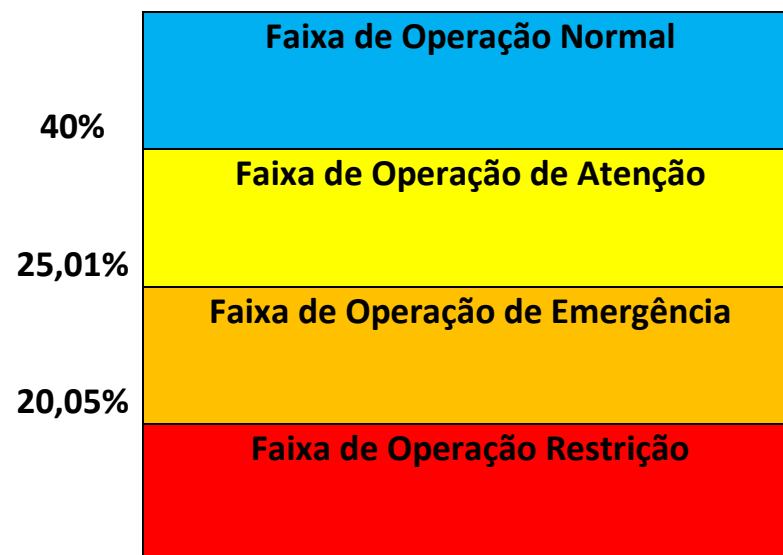 Faixa de Operação Normal
40%
Faixa de Operação de Atenção
25,01%
Faixa de Operação de Emergência
20,05%
Faixa de Operação Restrição